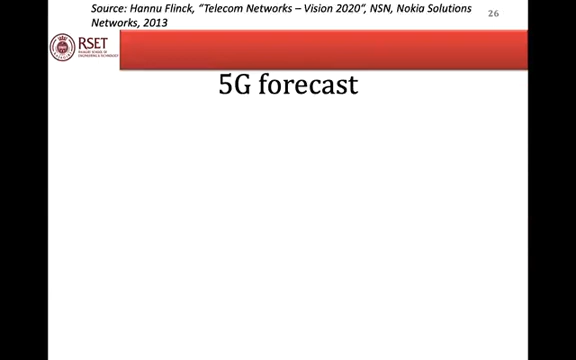 Source: Hannu Flinck, “Telecom Networks – Vision 2020”, NSN, Nokia Solutions
Networks, 2013
26
RSET
5G forecast